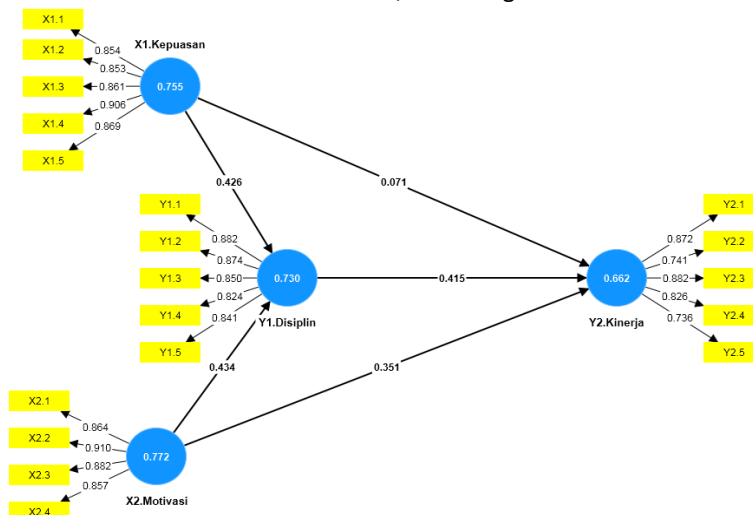 X1.1
X1.2
X1.3
X1.4
X1.5
0.854
0.853
0.861
0.906
0.869
X1.Kepuasan
0.755
0.426
0.071
Y1.1
Y1.2
Y1.3
Y1.4
Y1.5
0.882
0.874
0.850
0.824
0.841
0.730
Y1.Disiplin
0.415
0.434
0.351
Y2.1
Y2.2
Y2.3
Y2.4
Y2.5
0.872
0.741
0.882
0.826
0.736
0.662
Y2.Kinerja
X2.1
X2.2
X2.3
X2.4
0.864
0.910
0.882
0.857
0.772
X2.Motivasi